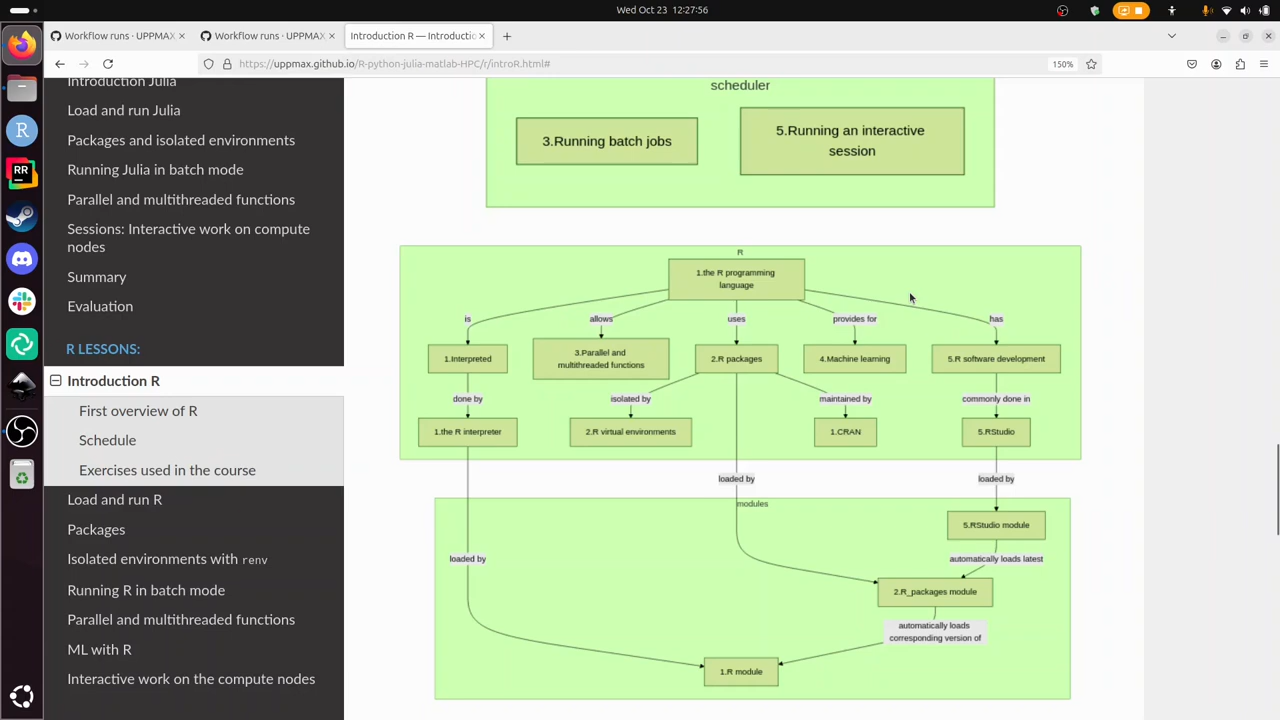 Wed Oct 23 12:27:56
Workflow runs · UPPMAX
Workflow runs · UPPMAX
Introduction R — Introductio
https://uppmax.github.io/R-python-julia-matlab-HPC/r/introR.html#
150%
Introduction Julia
Load and run Julia
Packages and isolated environments
Running Julia in batch mode
Parallel and multithreaded functions
Sessions: Interactive work on compute
nodes
Summary
Evaluation
R LESSONS:
Introduction R
First overview of R
Schedule
Exercises used in the course
Load and run R
Packages
Isolated environments with renv
Running R in batch mode
Parallel and multithreaded functions
ML with R
Interactive work on the compute nodes
scheduler
3.Running batch jobs
5.Running an interactive
session
R
1.the R programming
language
is
allows
uses
provides for
has
1.Interpreted
3.Parallel and
multithreaded functions
2.R packages
4.Machine learning
5.R software development
done by
isolated by
maintained by
commonly done in
1.the R interpreter
2.R virtual environments
1.CRAN
5.RStudio
loaded by
loaded by
modules
5.RStudio module
loaded by
automatically loads latest
2.R_packages module
automatically loads
corresponding version of
1.R module
R
RR